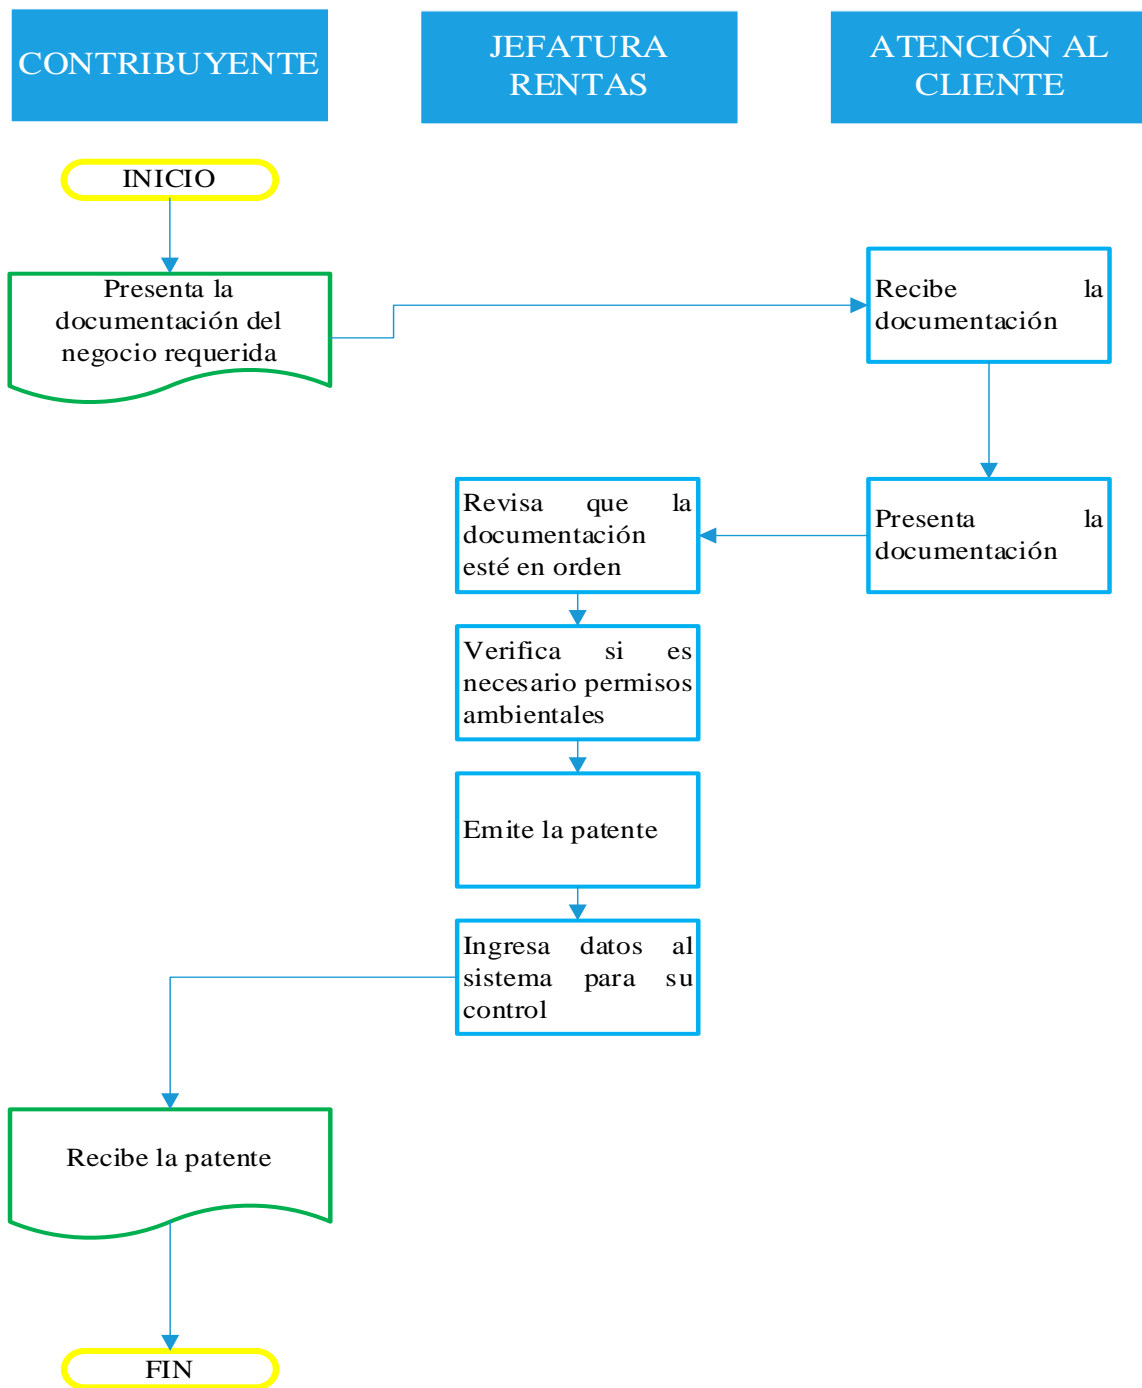 CONTRIBUYENTE
JEFATURA
RENTAS
ATENCIÓN AL
CLIENTE
INICIO
Presenta la
documentación del
negocio requerida
Recibe la
documentación
Presenta la
documentación
Revisa que la
documentación
esté en orden
Verifica si es
necesario permisos
ambientales
Emite la patente
Ingresa datos al
sistema para su
control
Recibe la patente
FIN